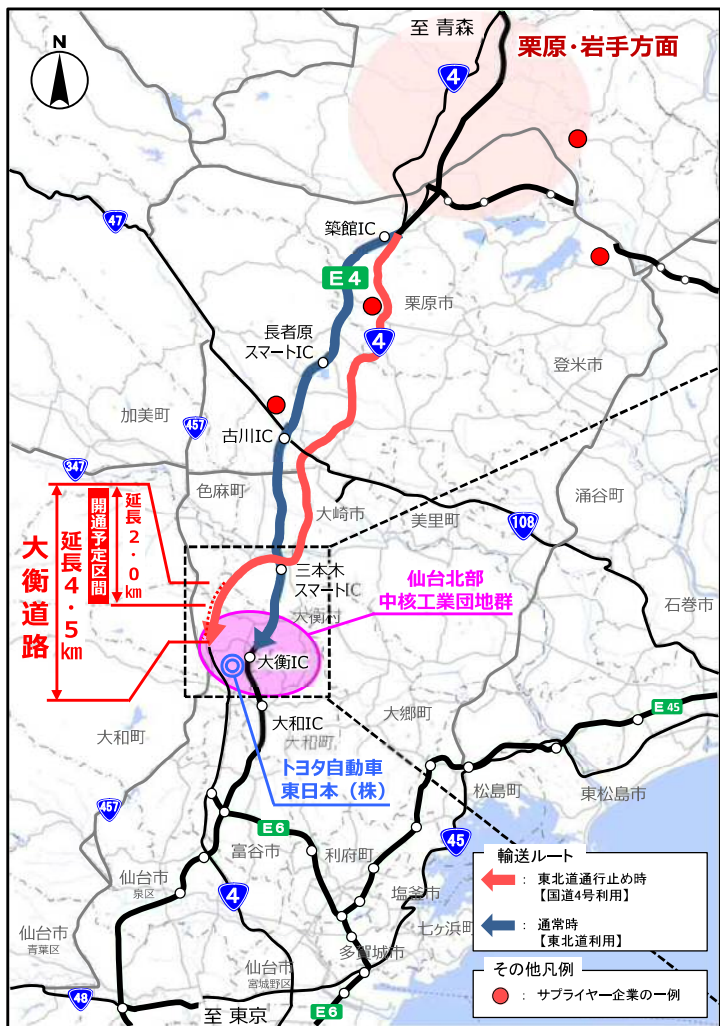 至 青森
栗原・岩手方面
N
4
47
築館IC
E4
栗原市
4
長者原
スマートIC
登米市
加美町
457
古川IC
347
色麻町
涌谷町
大崎市
美里町
108
大衡道路
延長4・5km
開通予定区間
延長2・0km
三本木
スマートIC
仙台北部
中核工業団地群
石巻市
大衡村
大衡IC
大和IC
大郷町
E45
大和町
大和町
トヨタ自動車
東日本（株）
松島町
東松島市
457
E6
富谷市
利府町
45
仙台市
泉区
4
塩釜市
七ヶ浜町
仙台市
青葉区
多賀城市
仙台市
宮城野区
48
至 東京
E6
輸送ルート
： 東北道通行止め時
【国道4号利用】
： 通常時
【東北道利用】
その他凡例
： サプライヤー企業の一例